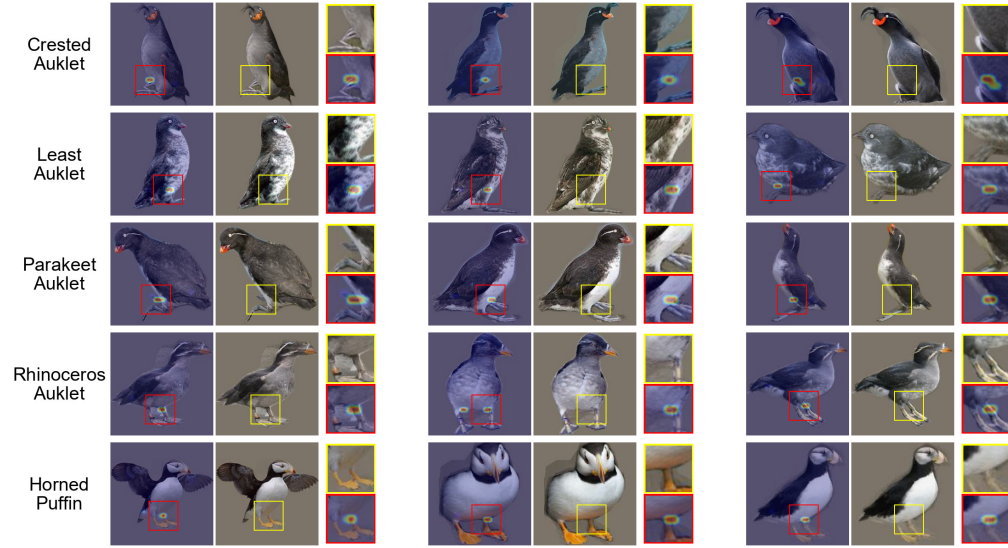 Crested
Auklet
Least
Auklet
Parakeet
Auklet
Rhinoceros
Auklet
Horned
Puffin